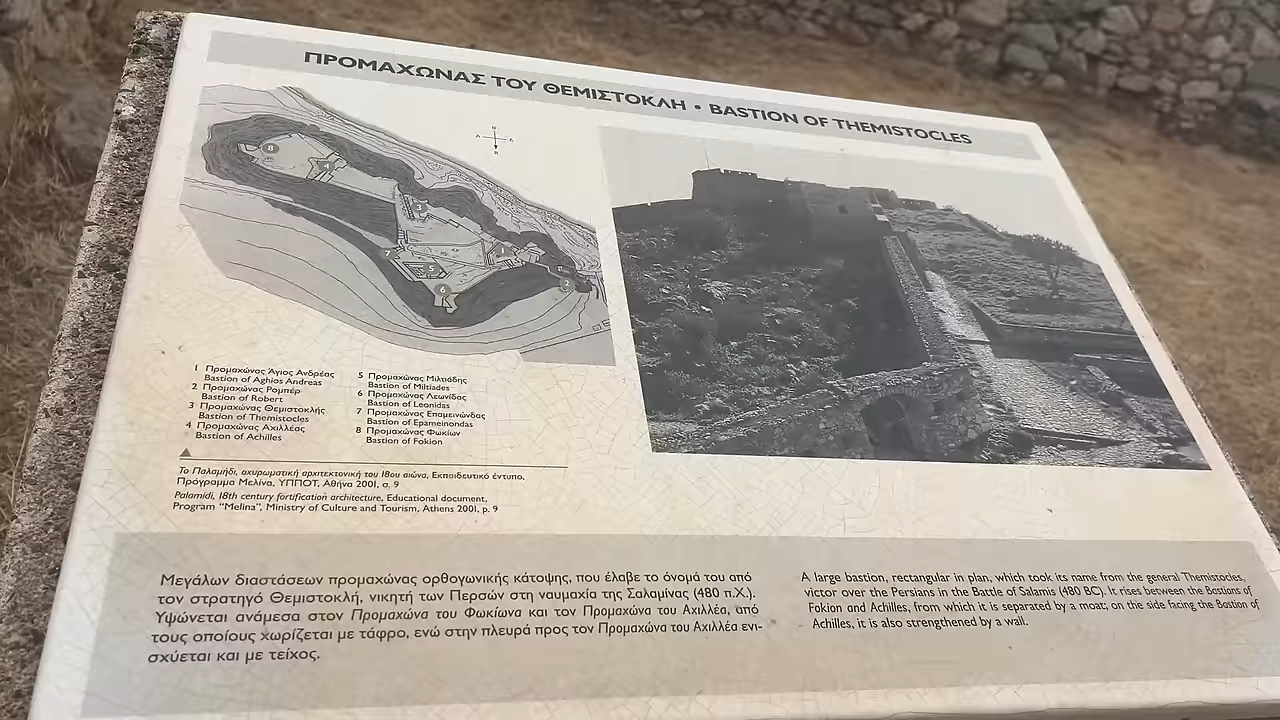 ΠΡΟΜΑΧΩΝΑΣ ΤΟΥ ΘΕΜΙΣΤΟΚΛΗ • BASTION OF THEMISTOCLES
8
4
3
7
5
1
6
2
1 Προμαχώνας Άγιος Ανδρέας
Bastion of Aghios Andreas
2 Προμαχώνας Ρομπέρ
Bastion of Robert
3 Προμαχώνας Θεμιστοκλής
Bastion of Themistocles
4 Προμαχώνας Αχιλλέας
Bastion of Achilles
5 Προμαχώνας Μιλτιάδης
Bastion of Miltiades
6 Προμαχώνας Λεωνίδας
Bastion of Leonidas
7 Προμαχώνας Επαμεινώνδας
Bastion of Epameinondas
8 Προμαχώνας Φωκίων
Bastion of Fokion
Το Παλαμήδι, οχυρωματική αρχιτεκτονική του 18ου αιώνα, Εκπαιδευτικό έντυπο,
Πρόγραμμα Μελίνα, ΥΠΠΟΤ, Αθήνα 2001, σ. 9
Palamidi, 18th century fortification architecture, Educational document,
Program “Melina”, Ministry of Culture and Tourism, Athens 2001, p. 9
Μεγάλων διαστάσεων προμαχώνας ορθογωνικής κάτοψης, που έλαβε το όνομά του από
τον στρατηγό Θεμιστοκλή, νικητή των Περσών στη ναυμαχία της Σαλαμίνας (480 π.Χ.).
Υψώνεται ανάμεσα στον Προμαχώνα του Φωκίωνα και τον Προμαχώνα του Αχιλλέα, από
τους οποίους χωρίζεται με τάφρο, ενώ στην πλευρά προς τον Προμαχώνα του Αχιλλέα ενι-
σχύεται και με τείχος.
A large bastion, rectangular in plan, which took its name from the general Themistocles,
victor over the Persians in the Battle of Salamis (480 BC). It rises between the Bastions of
Fokion and Achilles, from which it is separated by a moat; on the side facing the Bastion of
Achilles, it is also strengthened by a wall.